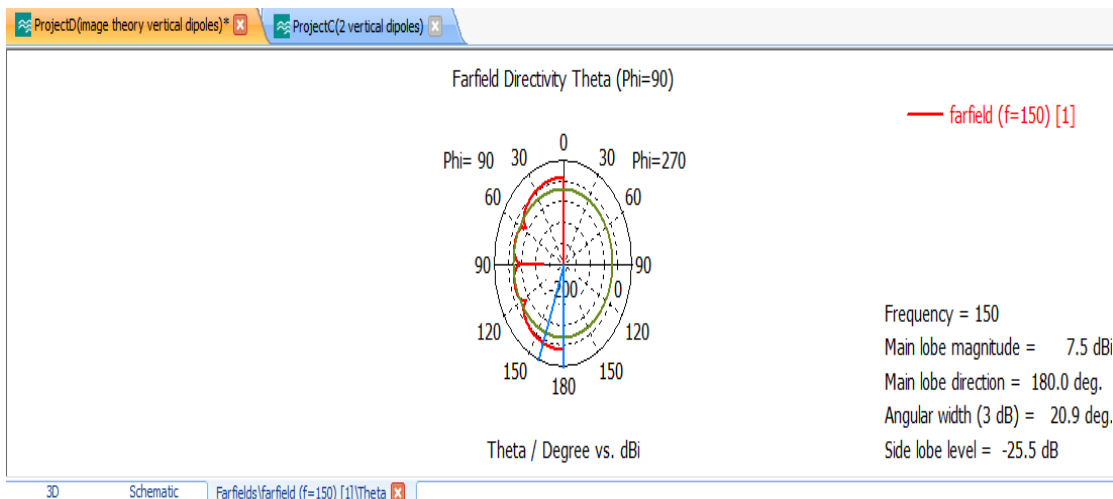 ProjectD(image theory vertical dipoles)* ProjectC(2 vertical dipoles)
Farfield Directivity Theta (Phi=90)
farfield (f=150) [1]
0
Phi= 90 30 30 Phi=270
60 60
90 90
-200 0
120 120
150 150
180
Theta / Degree vs. dBi
Frequency = 150
Main lobe magnitude = 7.5 dBi
Main lobe direction = 180.0 deg.
Angular width (3 dB) = 20.9 deg.
Side lobe level = -25.5 dB
3D Schematic Farfields\farfield (f=150) [1]\Theta